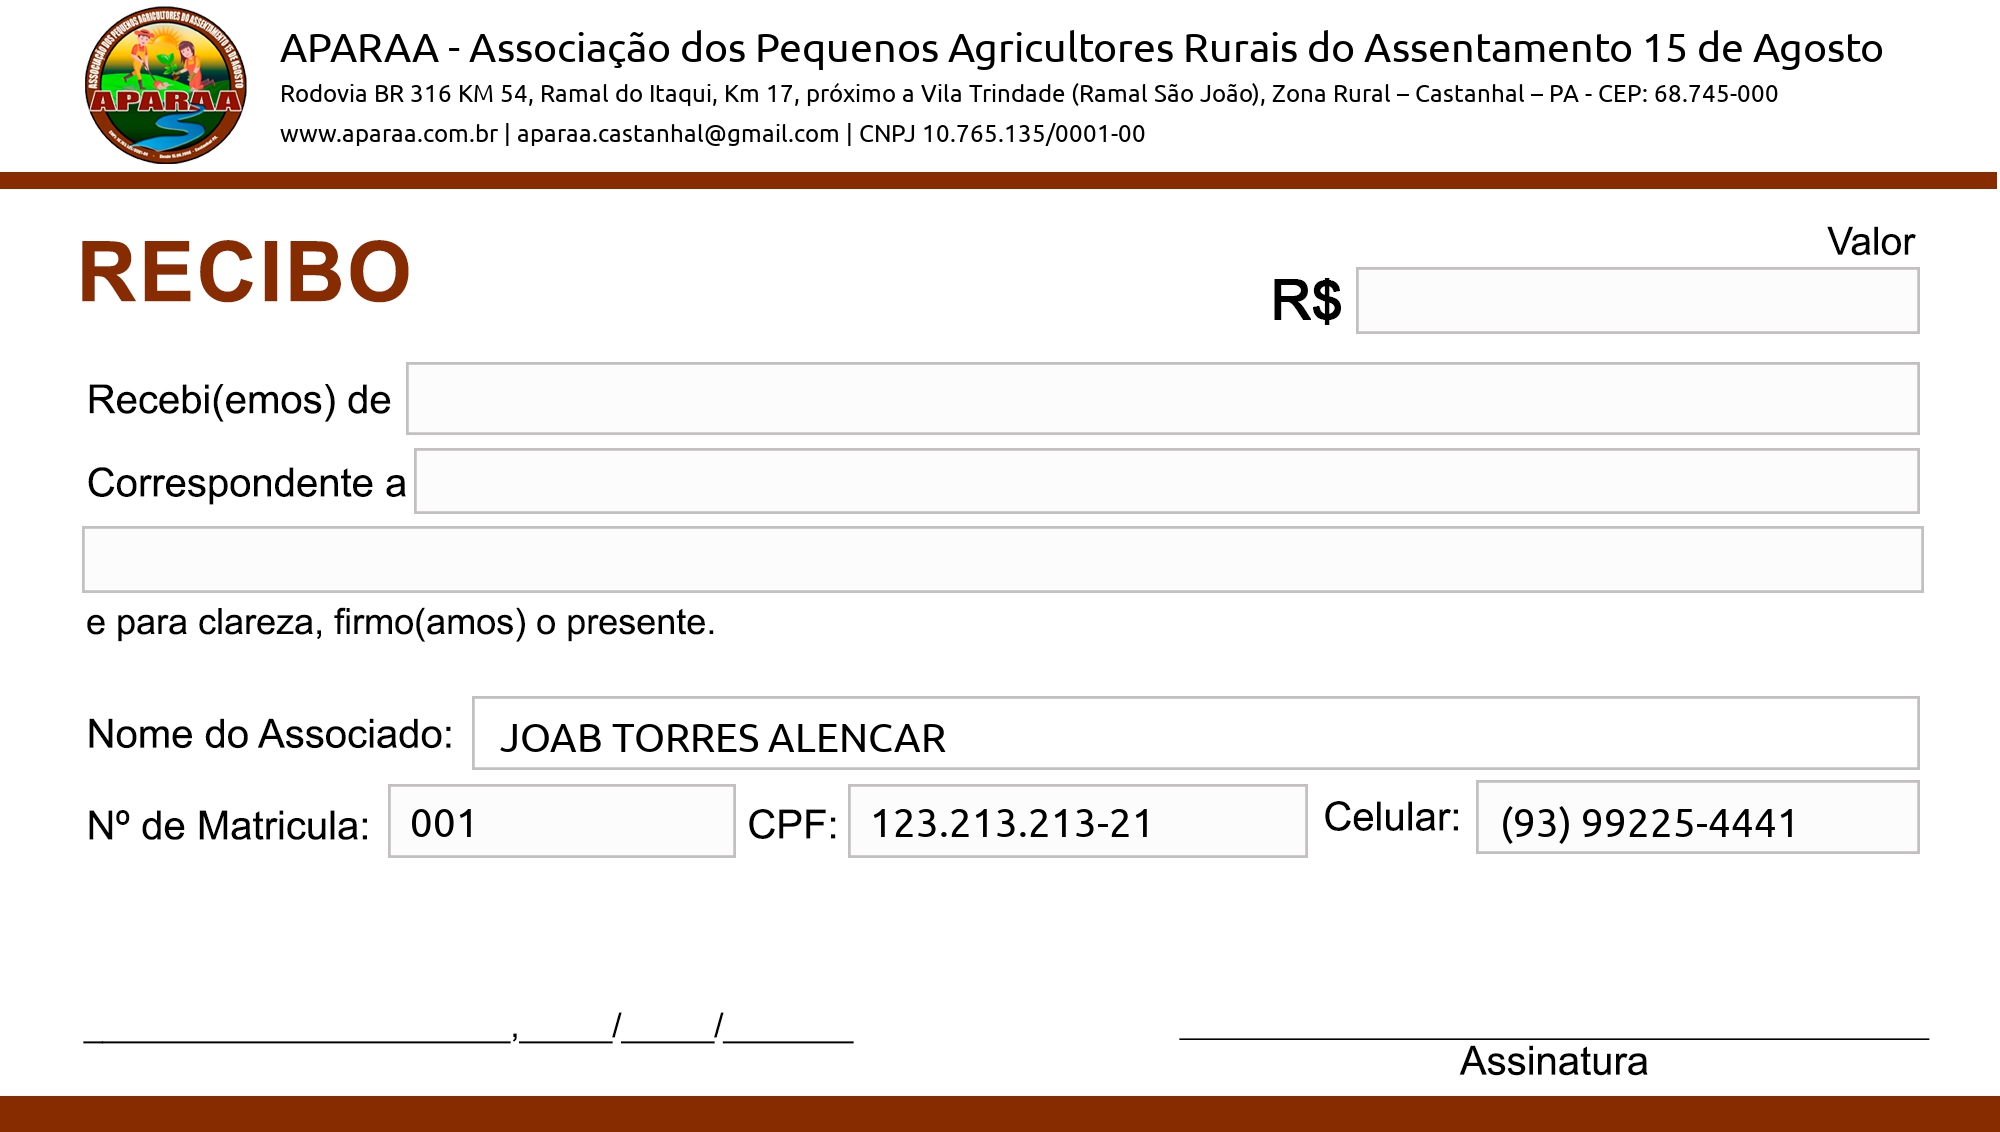 ASSOCIAÇÃO DOS PEQUENOS AGRICULTORES DO ASSENTAMENTO 15 DE AGOSTO
APARAA
APARAA - Associação dos Pequenos Agricultores Rurais do Assentamento 15 de Agosto
Rodovia BR 316 KM 54, Ramal do Itaqui, Km 17, próximo a Vila Trindade (Ramal São João), Zona Rural – Castanhal – PA - CEP: 68.745-000
www.aparaa.com.br | aparaa.castanhal@gmail.com | CNPJ 10.765.135/0001-00
RECIBO
Valor
R$
Recebi(emos) de
Correspondente a
e para clareza, firmo(amos) o presente.
Nome do Associado: JOAB TORRES ALENCAR
Nº de Matricula: 001 CPF: 123.213.213-21 Celular: (93) 99225-4441
_______________________,_____/_____/_______
Assinatura